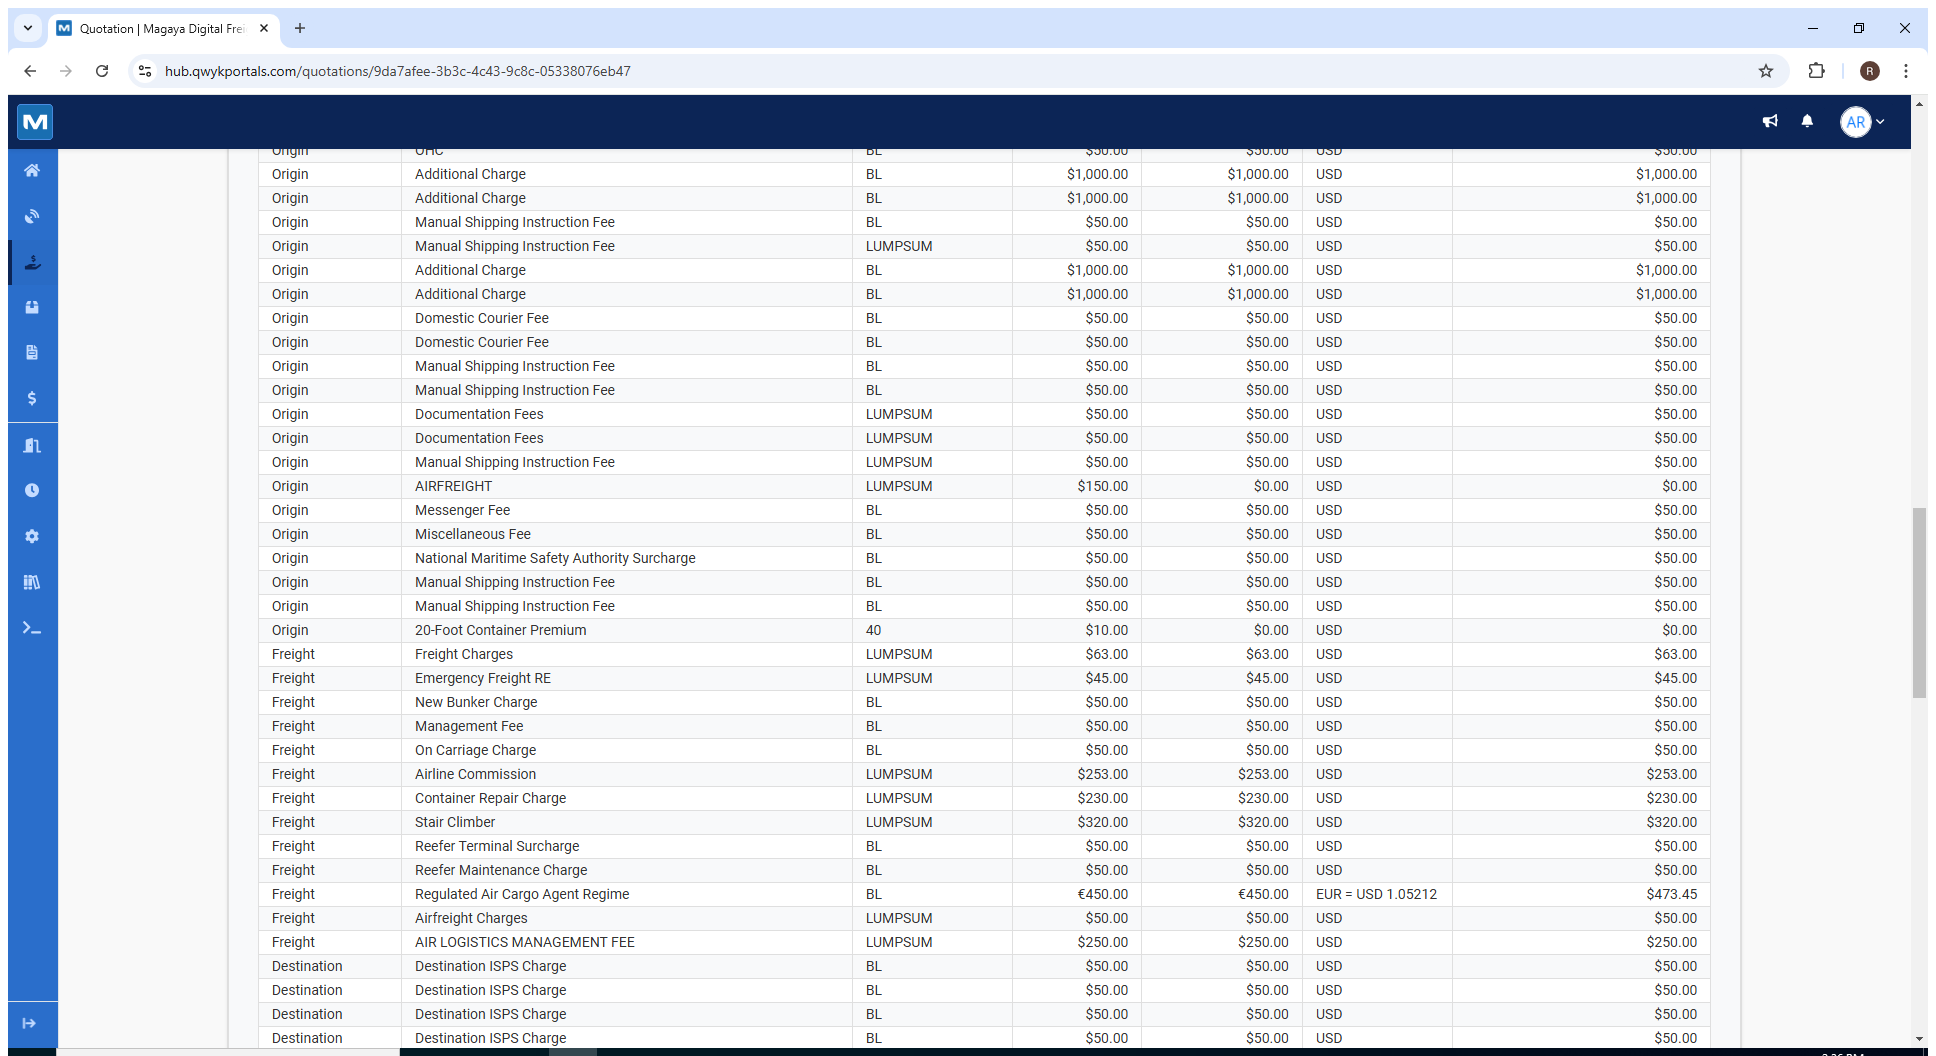 Quotation | Magaya Digital Frei
hub.qwykportals.com/quotations/9da7afee-3b3c-4c43-9c8c-05338076eb47
R
M
AR
Origin OHC BL $50.00 $50.00 USD $50.00
Origin Additional Charge BL $1,000.00 $1,000.00 USD $1,000.00
Origin Additional Charge BL $1,000.00 $1,000.00 USD $1,000.00
Origin Manual Shipping Instruction Fee BL $50.00 $50.00 USD $50.00
Origin Manual Shipping Instruction Fee LUMPSUM $50.00 $50.00 USD $50.00
Origin Additional Charge BL $1,000.00 $1,000.00 USD $1,000.00
Origin Additional Charge BL $1,000.00 $1,000.00 USD $1,000.00
Origin Domestic Courier Fee BL $50.00 $50.00 USD $50.00
Origin Domestic Courier Fee BL $50.00 $50.00 USD $50.00
Origin Manual Shipping Instruction Fee BL $50.00 $50.00 USD $50.00
Origin Manual Shipping Instruction Fee BL $50.00 $50.00 USD $50.00
Origin Documentation Fees LUMPSUM $50.00 $50.00 USD $50.00
Origin Documentation Fees LUMPSUM $50.00 $50.00 USD $50.00
Origin Manual Shipping Instruction Fee LUMPSUM $50.00 $50.00 USD $50.00
Origin AIRFREIGHT LUMPSUM $150.00 $0.00 USD $0.00
Origin Messenger Fee BL $50.00 $50.00 USD $50.00
Origin Miscellaneous Fee BL $50.00 $50.00 USD $50.00
Origin National Maritime Safety Authority Surcharge BL $50.00 $50.00 USD $50.00
Origin Manual Shipping Instruction Fee BL $50.00 $50.00 USD $50.00
Origin Manual Shipping Instruction Fee BL $50.00 $50.00 USD $50.00
Origin 20-Foot Container Premium 40 $10.00 $0.00 USD $0.00
Freight Freight Charges LUMPSUM $63.00 $63.00 USD $63.00
Freight Emergency Freight RE LUMPSUM $45.00 $45.00 USD $45.00
Freight New Bunker Charge BL $50.00 $50.00 USD $50.00
Freight Management Fee BL $50.00 $50.00 USD $50.00
Freight On Carriage Charge BL $50.00 $50.00 USD $50.00
Freight Airline Commission LUMPSUM $253.00 $253.00 USD $253.00
Freight Container Repair Charge LUMPSUM $230.00 $230.00 USD $230.00
Freight Stair Climber LUMPSUM $320.00 $320.00 USD $320.00
Freight Reefer Terminal Surcharge BL $50.00 $50.00 USD $50.00
Freight Reefer Maintenance Charge BL $50.00 $50.00 USD $50.00
Freight Regulated Air Cargo Agent Regime BL €450.00 €450.00 EUR = USD 1.05212 $473.45
Freight Airfreight Charges LUMPSUM $50.00 $50.00 USD $50.00
Freight AIR LOGISTICS MANAGEMENT FEE LUMPSUM $250.00 $250.00 USD $250.00
Destination Destination ISPS Charge BL $50.00 $50.00 USD $50.00
Destination Destination ISPS Charge BL $50.00 $50.00 USD $50.00
Destination Destination ISPS Charge BL $50.00 $50.00 USD $50.00
Destination Destination ISPS Charge BL $50.00 $50.00 USD $50.00